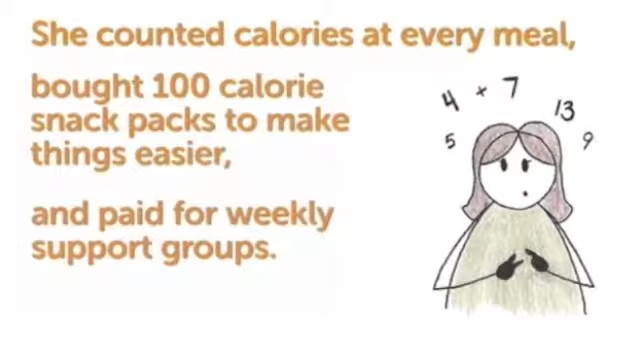 She counted calories at every meal,
bought 100 calorie
snack packs to make
things easier,
and paid for weekly
support groups.
4 + 7
13
5
9